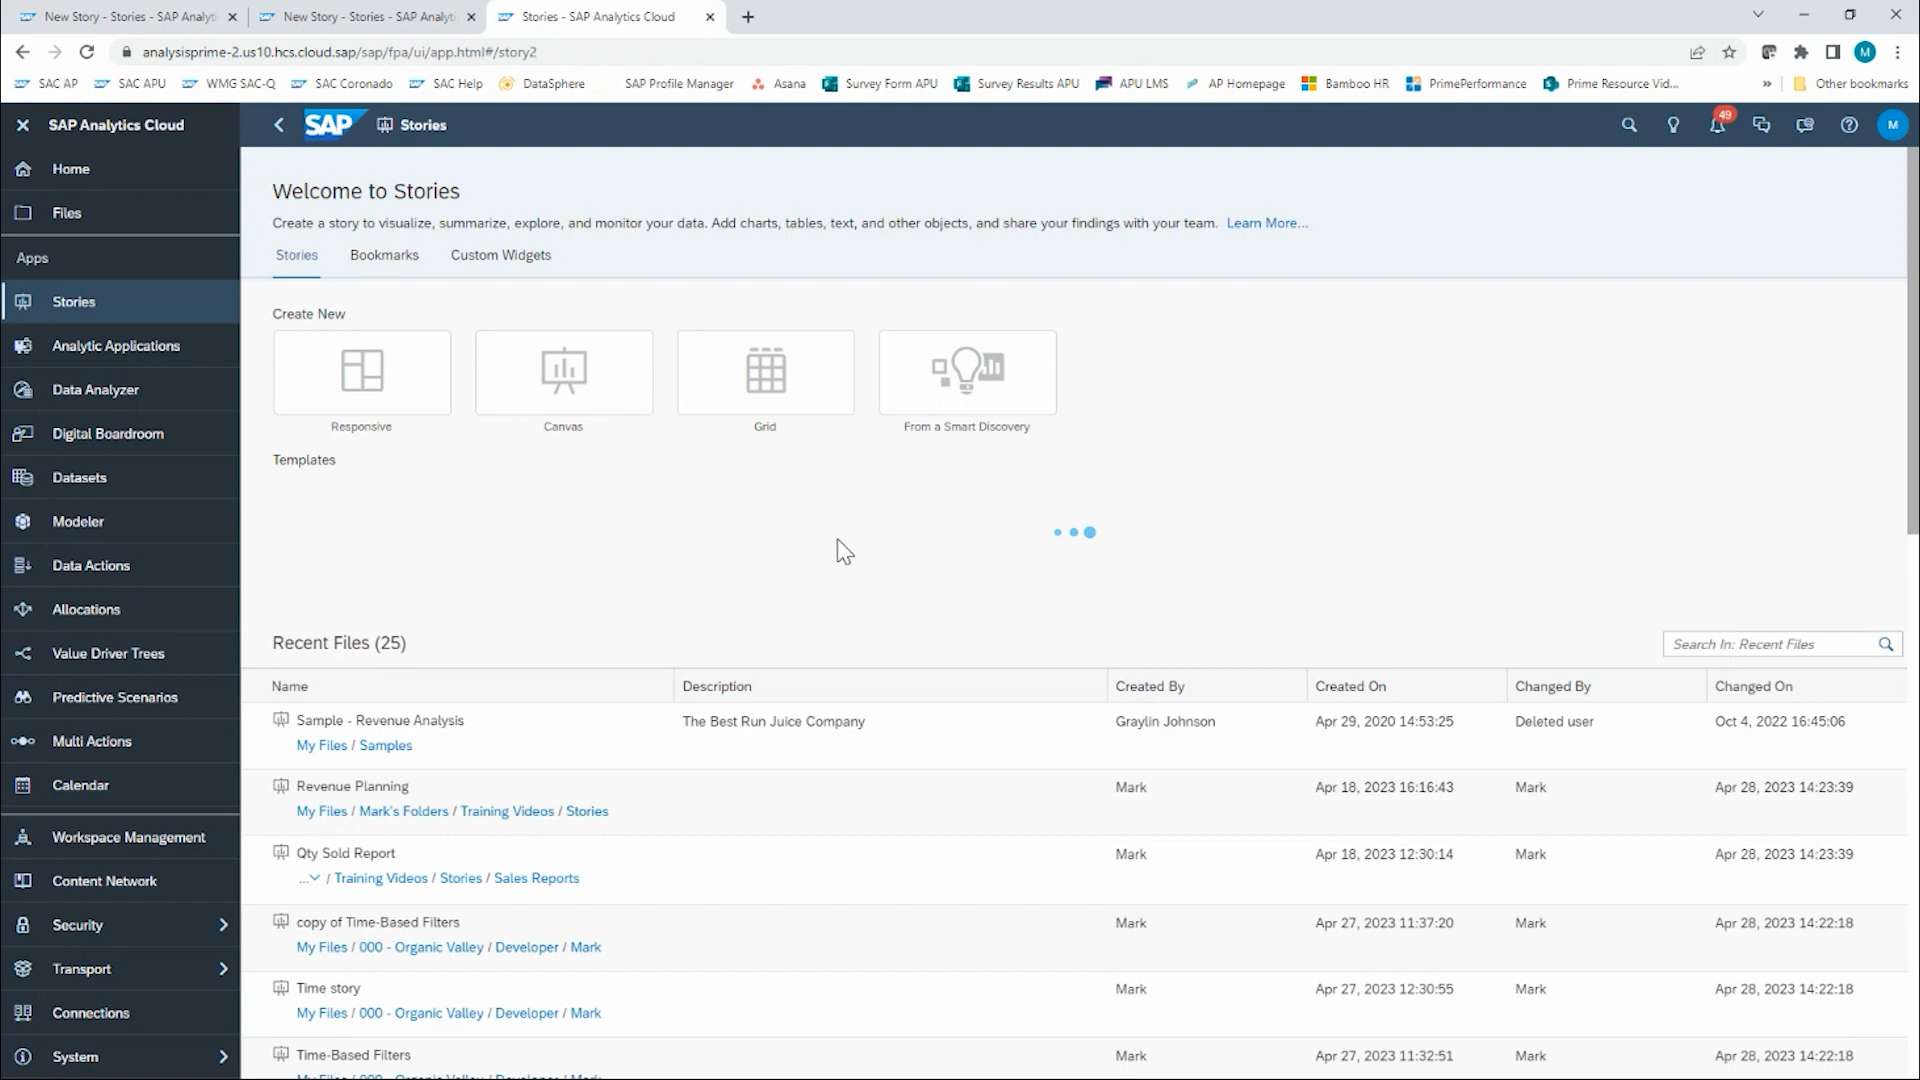 New Story - Stories - SAP Analyti
New Story - Stories - SAP Analyti
Stories - SAP Analytics Cloud
analysisprime-2.us10.hcs.cloud.sap/sap/fpa/ui/app.html#/story2
M
SAC AP
SAC APU
WMG SAC-Q
SAC Coronado
SAC Help
DataSphere
SAP Profile Manager
Asana
Survey Form APU
Survey Results APU
APU LMS
AP Homepage
Bamboo HR
PrimePerformance
Prime Resource Vid...
»
Other bookmarks
SAP Analytics Cloud
SAP
Stories
49
M
Home
Files
Apps
Stories
Analytic Applications
Data Analyzer
Digital Boardroom
Datasets
Modeler
Data Actions
Allocations
Value Driver Trees
Predictive Scenarios
Multi Actions
Calendar
Workspace Management
Content Network
Security
Transport
Connections
System
Welcome to Stories
Create a story to visualize, summarize, explore, and monitor your data. Add charts, tables, text, and other objects, and share your findings with your team. Learn More...
Stories
Bookmarks
Custom Widgets
Create New
Responsive
Canvas
Grid
From a Smart Discovery
Templates
Recent Files (25)
Search In: Recent Files
Name Description Created By Created On Changed By Changed On
Sample - Revenue Analysis The Best Run Juice Company Graylin Johnson Apr 29, 2020 14:53:25 Deleted user Oct 4, 2022 16:45:06
My Files / Samples
Revenue Planning Mark Apr 18, 2023 16:16:43 Mark Apr 28, 2023 14:23:39
My Files / Mark's Folders / Training Videos / Stories
Qty Sold Report Mark Apr 18, 2023 12:30:14 Mark Apr 28, 2023 14:23:39
... / Training Videos / Stories / Sales Reports
copy of Time-Based Filters Mark Apr 27, 2023 11:37:20 Mark Apr 28, 2023 14:22:18
My Files / 000 - Organic Valley / Developer / Mark
Time story Mark Apr 27, 2023 12:30:55 Mark Apr 28, 2023 14:22:18
My Files / 000 - Organic Valley / Developer / Mark
Time-Based Filters Mark Apr 27, 2023 11:32:51 Mark Apr 28, 2023 14:22:18
My Files / 000 - Organic Valley / Developer / Mark